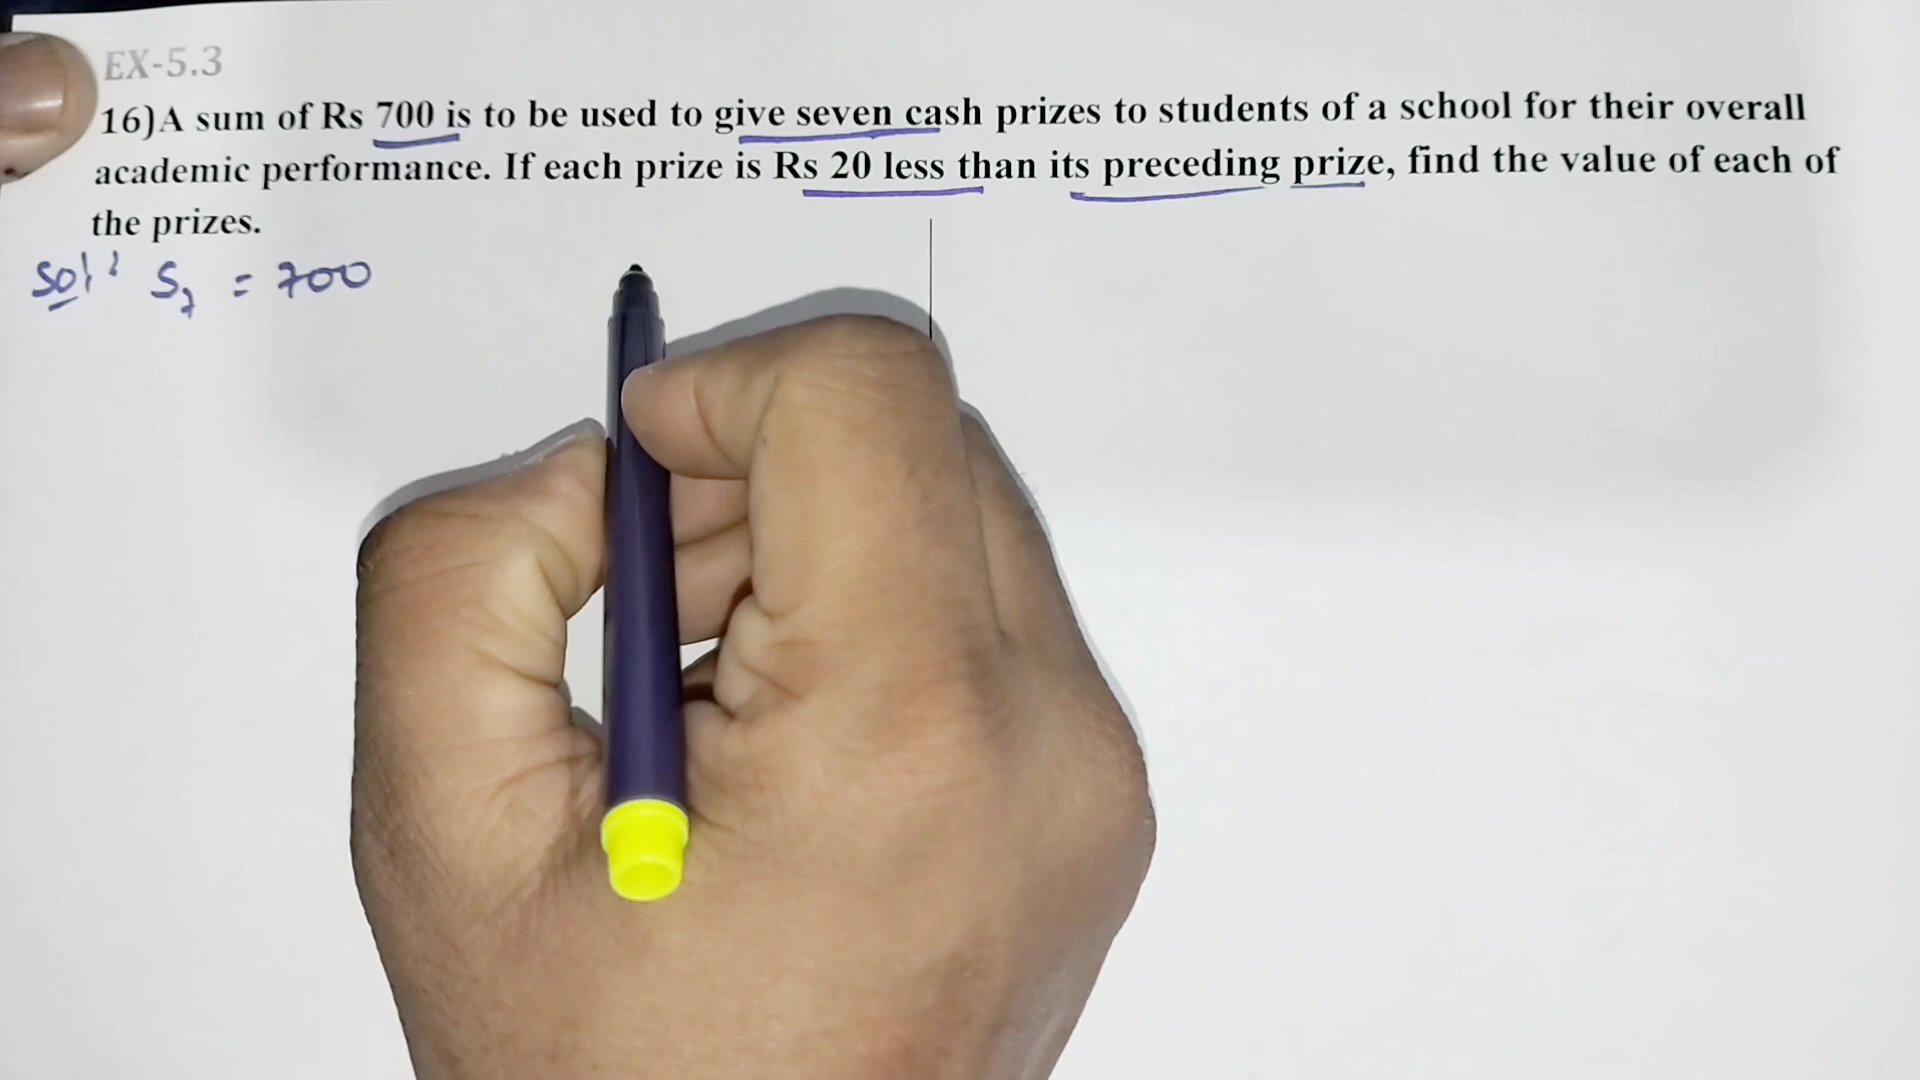 EX-5.3
16)A sum of Rs 700 is to be used to give seven cash prizes to students of a school for their overall
academic performance. If each prize is Rs 20 less than its preceding prize, find the value of each of
the prizes.
Sol: S₇ = 700